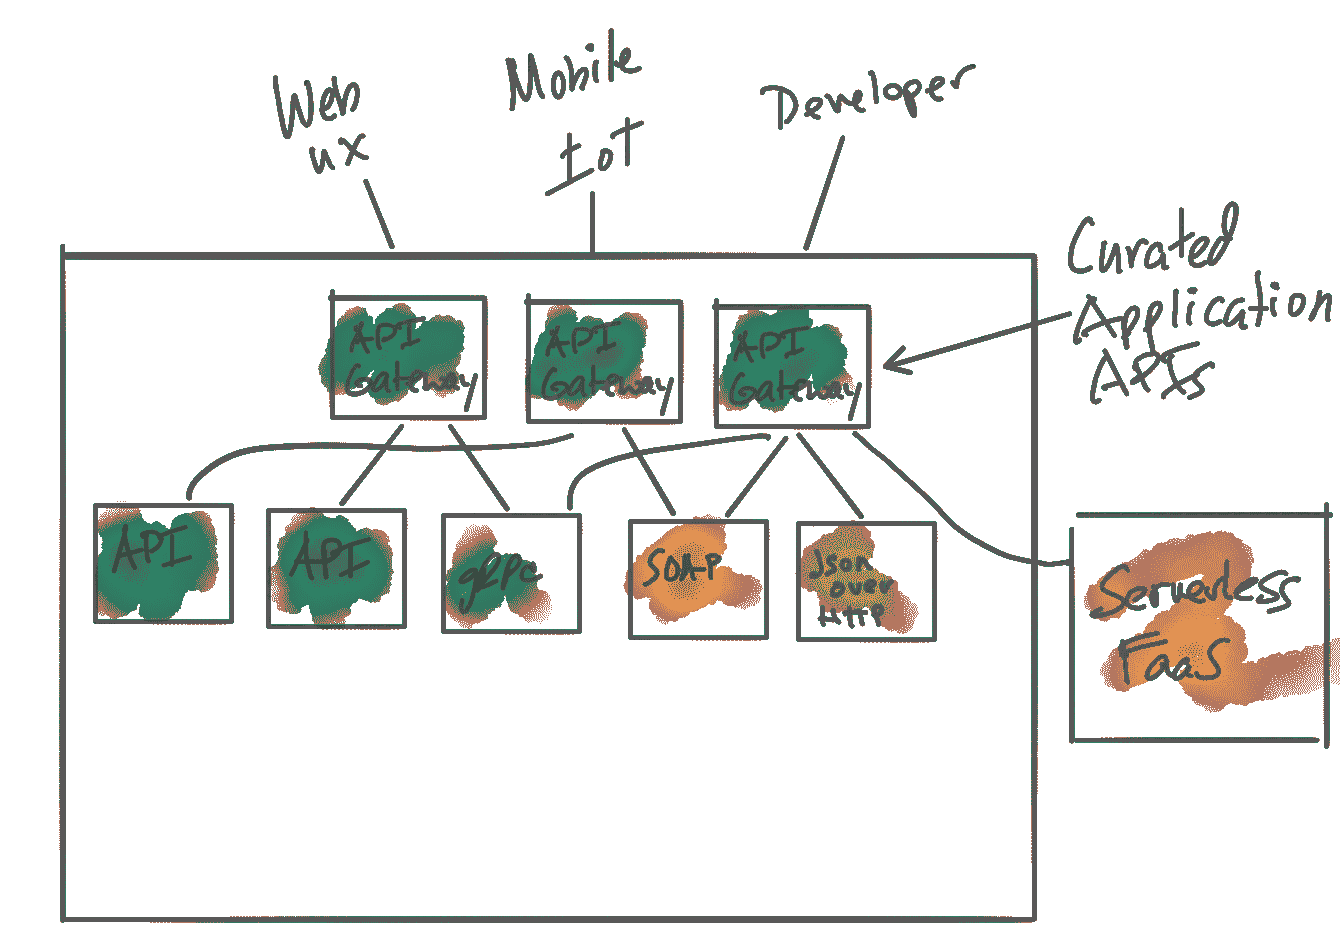 Web
UX
Mobile
IoT
Developer
Curated
Application
APIs
API
Gateway
API
Gateway
API
Gateway
API
API
gRPC
SOAP
Json
over
HTTP
Serverless
FaaS